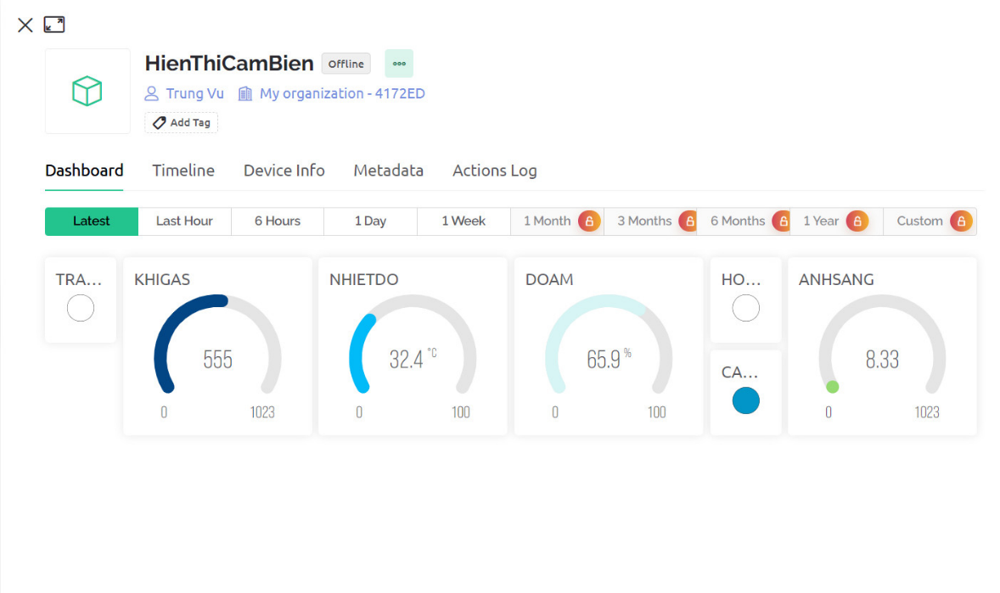 HienThiCamBien Offline
Trung Vu My organization - 4172ED
Add Tag
Dashboard Timeline Device Info Metadata Actions Log
Latest Last Hour 6 Hours 1 Day 1 Week 1 Month 3 Months 6 Months 1 Year Custom
TRA...
KHIGAS
555
0 1023
NHIETDO
32.4 °C
0 100
DOAM
65.9 %
0 100
HO...
CA...
ANHSANG
8.33
0 1023